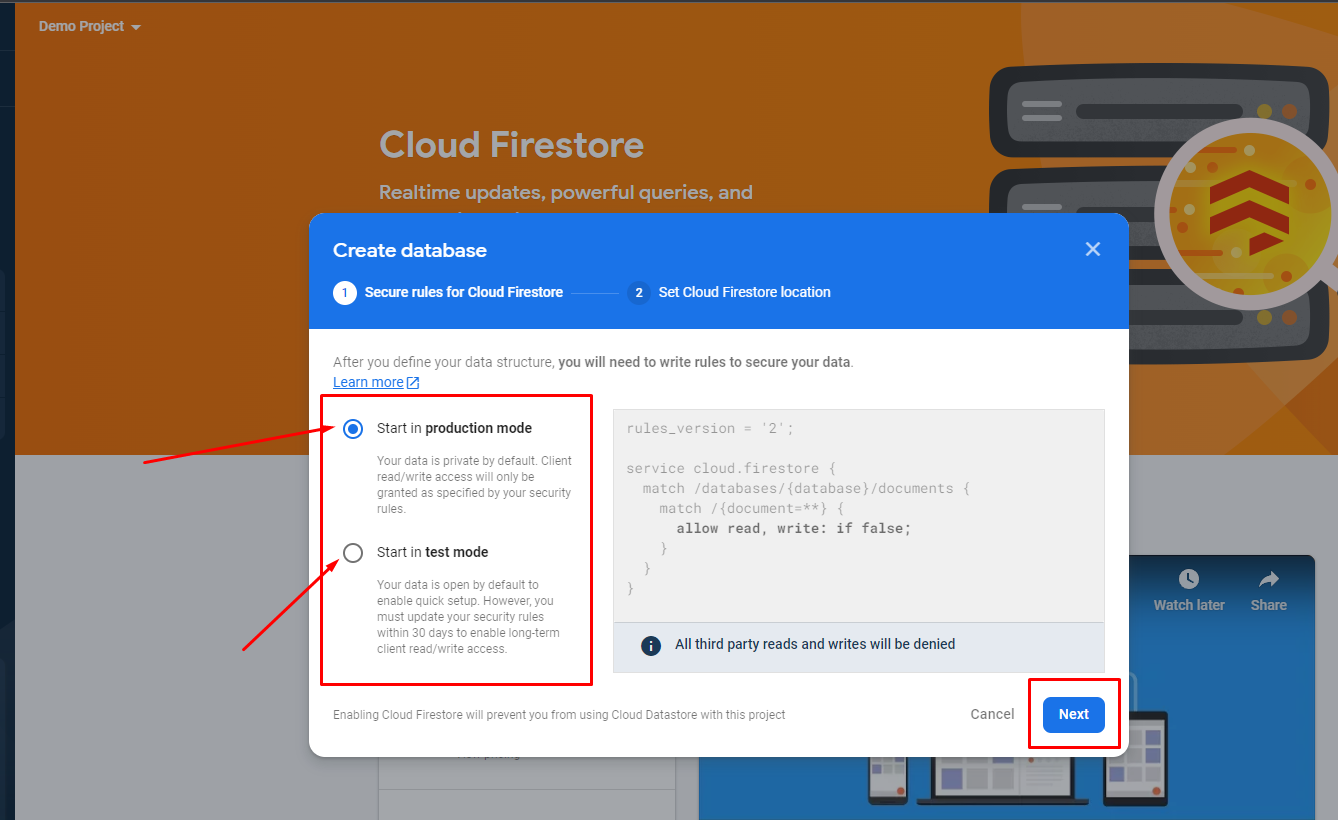 Demo Project
Cloud Firestore
Realtime updates, powerful queries, and
Create database
1 Secure rules for Cloud Firestore 2 Set Cloud Firestore location
After you define your data structure, you will need to write rules to secure your data.
Learn more
Start in production mode
Your data is private by default. Client
read/write access will only be
granted as specified by your security
rules.
Start in test mode
Your data is open by default to
enable quick setup. However, you
must update your security rules
within 30 days to enable long-term
client read/write access.
rules_version = '2';
service cloud.firestore {
match /databases/{database}/documents {
match /{document=**} {
allow read, write: if false;
}
}
}
All third party reads and writes will be denied
Watch later Share
Enabling Cloud Firestore will prevent you from using Cloud Datastore with this project
Cancel Next